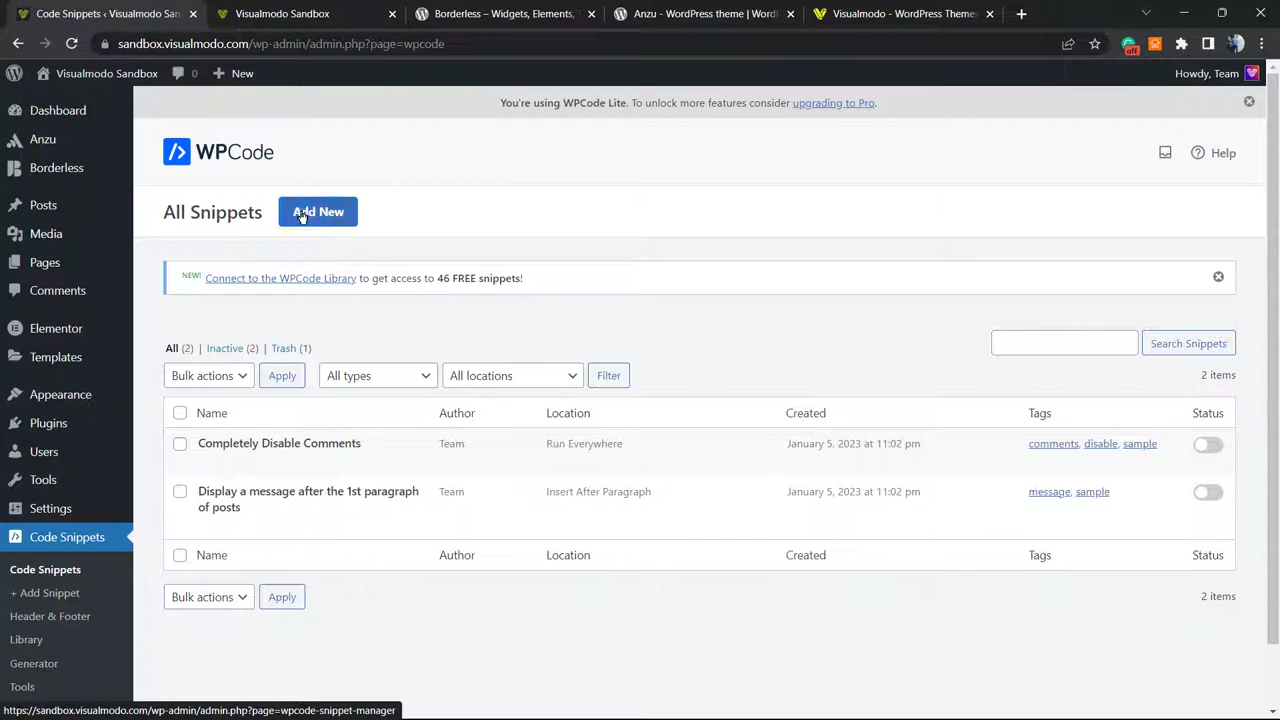 Code Snippets ‹ Visualmodo San
Visualmodo Sandbox
Borderless – Widgets, Elements, T
Anzu - WordPress theme | WordP
Visualmodo - WordPress Themes
sandbox.visualmodo.com/wp-admin/admin.php?page=wpcode
off
Visualmodo Sandbox
0
New
Howdy, Team
Dashboard
Anzu
Borderless
Posts
Media
Pages
Comments
Elementor
Templates
Appearance
Plugins
Users
Tools
Settings
Code Snippets
Code Snippets
+ Add Snippet
Header & Footer
Library
Generator
Tools
You're using WPCode Lite. To unlock more features consider upgrading to Pro.
WPCode
Help
All Snippets
Add New
NEW! Connect to the WPCode Library to get access to 46 FREE snippets!
All (2) | Inactive (2) | Trash (1)
Search Snippets
Bulk actions
Apply
All types
All locations
Filter
2 items
Name Author Location Created Tags Status
Completely Disable Comments Team Run Everywhere January 5, 2023 at 11:02 pm comments, disable, sample
Display a message after the 1st paragraph Team Insert After Paragraph January 5, 2023 at 11:02 pm message, sample
of posts
Name Author Location Created Tags Status
Bulk actions
Apply
2 items
https://sandbox.visualmodo.com/wp-admin/admin.php?page=wpcode-snippet-manager